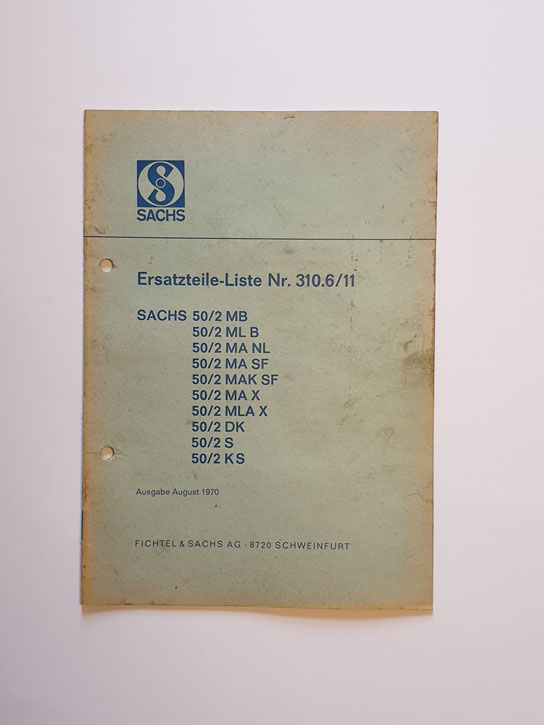 SACHS
Ersatzteile-Liste Nr. 310.6/11
SACHS 50/2 MB
50/2 ML B
50/2 MA NL
50/2 MA SF
50/2 MAK SF
50/2 MA X
50/2 MLA X
50/2 DK
50/2 S
50/2 KS
Ausgabe August 1970
FICHTEL & SACHS AG · 8720 SCHWEINFURT